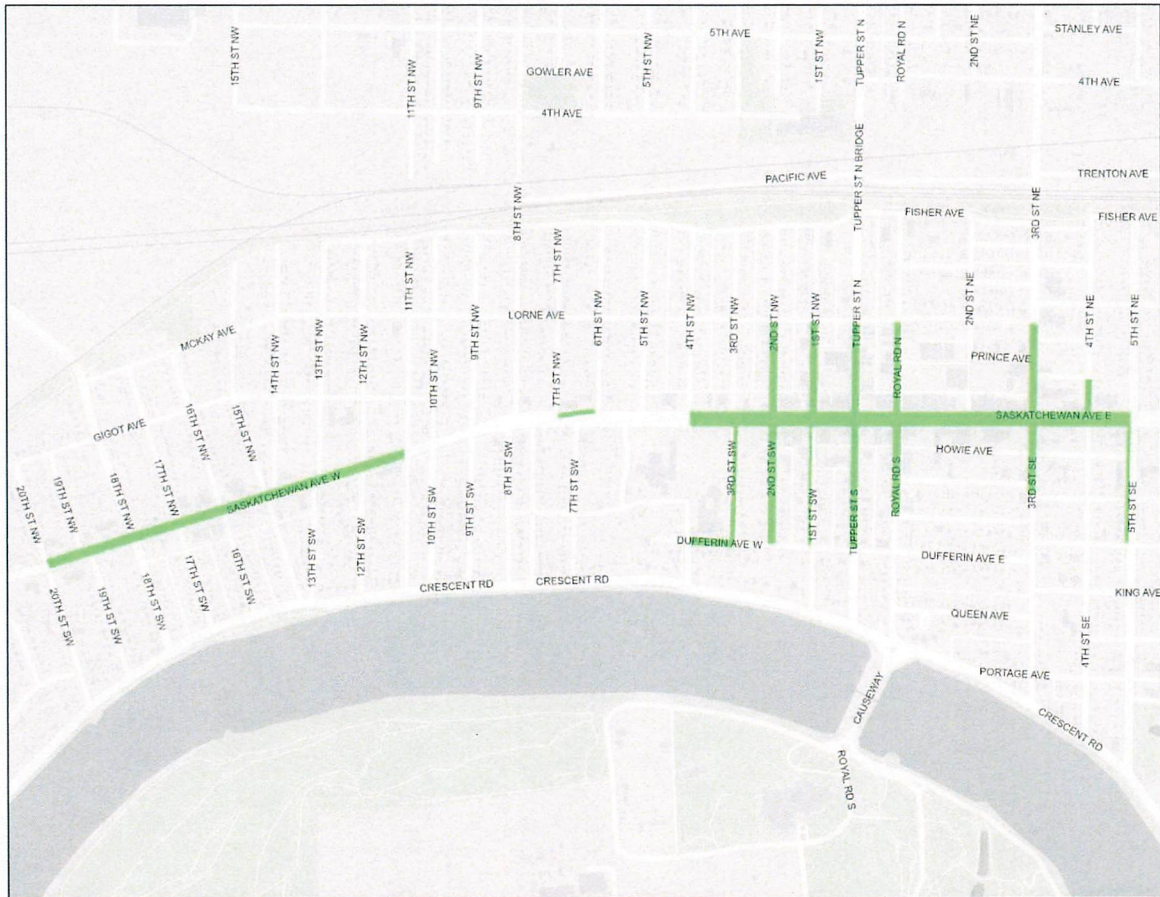 15TH ST NW
11TH ST NW
9TH ST NW
GOWLER AVE
4TH AVE
5TH ST NW
5TH AVE
1ST ST NW
TUPPER ST N
ROYAL RD N
2ND ST NE
STANLEY AVE
4TH AVE
PACIFIC AVE
TUPPER ST N BRIDGE
TRENTON AVE
FISHER AVE
FISHER AVE
3RD ST NE
8TH ST NW
7TH ST NW
11TH ST NW
MCKAY AVE
14TH ST NW
13TH ST NW
12TH ST NW
10TH ST NW
9TH ST NW
LORNE AVE
7TH ST NW
6TH ST NW
5TH ST NW
4TH ST NW
3RD ST NW
2ND ST NW
1ST ST NW
TUPPER ST N
ROYAL RD N
2ND ST NE
PRINCE AVE
4TH ST NE
5TH ST NE
GIGOT AVE
16TH ST NW
15TH ST NW
20TH ST NW
19TH ST NW
18TH ST NW
17TH ST NW
SASKATCHEWAN AVE W
SASKATCHEWAN AVE E
HOWIE AVE
20TH ST SW
19TH ST SW
18TH ST SW
17TH ST SW
16TH ST SW
13TH ST SW
12TH ST SW
10TH ST SW
9TH ST SW
8TH ST SW
7TH ST SW
3RD ST SW
2ND ST SW
1ST ST SW
TUPPER ST S
ROYAL RD S
3RD ST SE
5TH ST SE
DUFFERIN AVE W
DUFFERIN AVE E
CRESCENT RD
CRESCENT RD
KING AVE
QUEEN AVE
4TH ST SE
PORTAGE AVE
CAUSEWAY
CRESCENT RD
ROYAL RD S